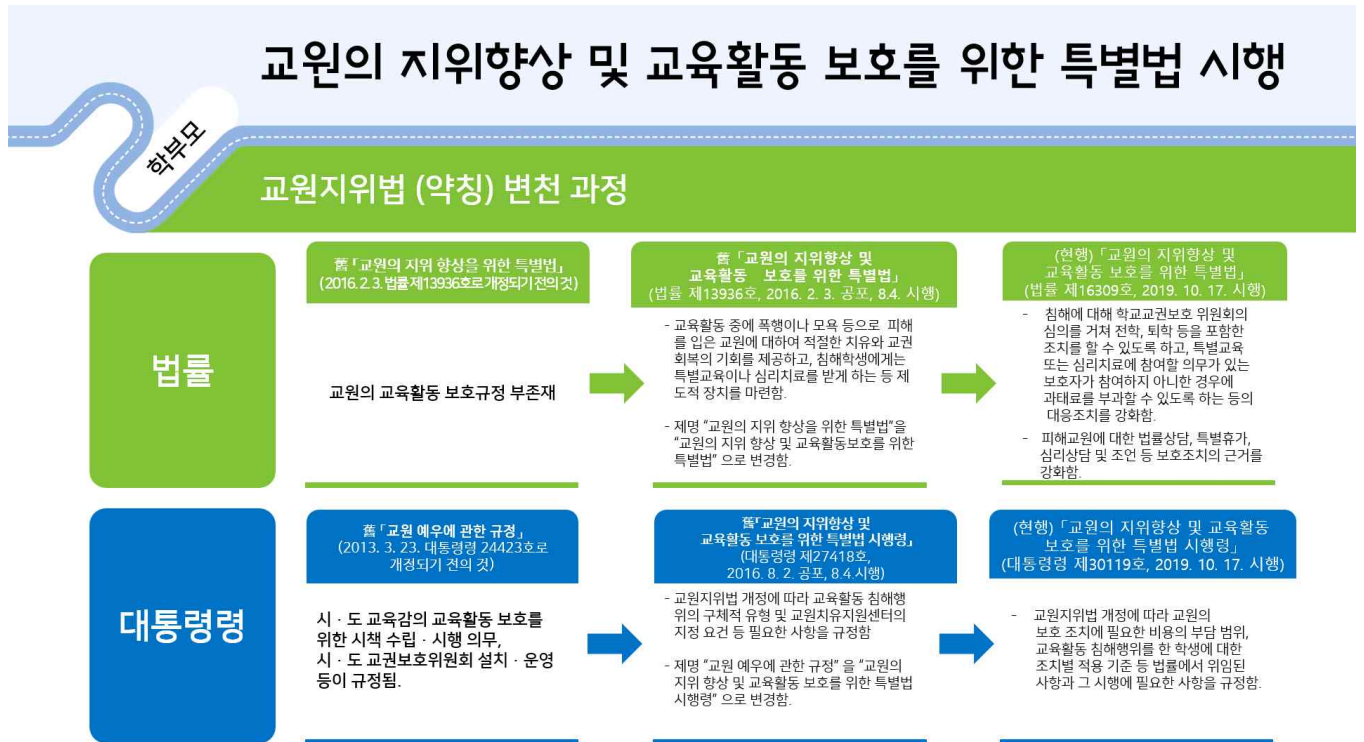 교원의 지위향상 및 교육활동 보호를 위한 특별법 시행
학부모
교원지위법 (약칭) 변천 과정
법률
舊「교원의 지위 향상을 위한 특별법」
(2016. 2. 3. 법률 제13936호로 개정되기 전의 것)
교원의 교육활동 보호규정 부존재
舊「교원의 지위향상 및
교육활동 보호를 위한 특별법」
(법률 제13936호, 2016. 2. 3. 공포, 8.4. 시행)
- 교육활동 중에 폭행이나 모욕 등으로 피해
를 입은 교원에 대하여 적절한 치유와 교권
회복의 기회를 제공하고, 침해학생에게는
특별교육이나 심리치료를 받게 하는 등 제
도적 장치를 마련함.
- 제명 “교원의 지위 향상을 위한 특별법”을
“교원의 지위 향상 및 교육활동보호를 위한
특별법” 으로 변경함.
(현행)「교원의 지위향상 및
교육활동 보호를 위한 특별법」
(법률 제16309호, 2019. 10. 17. 시행)
- 침해에 대해 학교교권보호 위원회의
심의를 거쳐 전학, 퇴학 등을 포함한
조치를 할 수 있도록 하고, 특별교육
또는 심리치료에 참여할 의무가 있는
보호자가 참여하지 아니한 경우에
과태료를 부과할 수 있도록 하는 등의
대응조치를 강화함.
- 피해교원에 대한 법률상담, 특별휴가,
심리상담 및 조언 등 보호조치의 근거를
강화함.
대통령령
舊「교원 예우에 관한 규정」
(2013. 3. 23. 대통령령 24423호로
개정되기 전의 것)
시 · 도 교육감의 교육활동 보호를
위한 시책 수립 · 시행 의무,
시 · 도 교권보호위원회 설치 · 운영
등이 규정됨.
舊「교원의 지위향상 및
교육활동 보호를 위한 특별법 시행령」
(대통령령 제27418호,
2016. 8. 2. 공포, 8.4.시행)
- 교원지위법 개정에 따라 교육활동 침해행
위의 구체적 유형 및 교원치유지원센터의
지정 요건 등 필요한 사항을 규정함
- 제명 “교원 예우에 관한 규정” 을 “교원의
지위 향상 및 교육활동 보호를 위한 특별법
시행령” 으로 변경함.
(현행)「교원의 지위향상 및 교육활동
보호를 위한 특별법 시행령」
(대통령령 제30119호, 2019. 10. 17. 시행)
- 교원지위법 개정에 따라 교원의
보호 조치에 필요한 비용의 부담 범위,
교육활동 침해행위를 한 학생에 대한
조치별 적용 기준 등 법률에서 위임된
사항과 그 시행에 필요한 사항을 규정함.